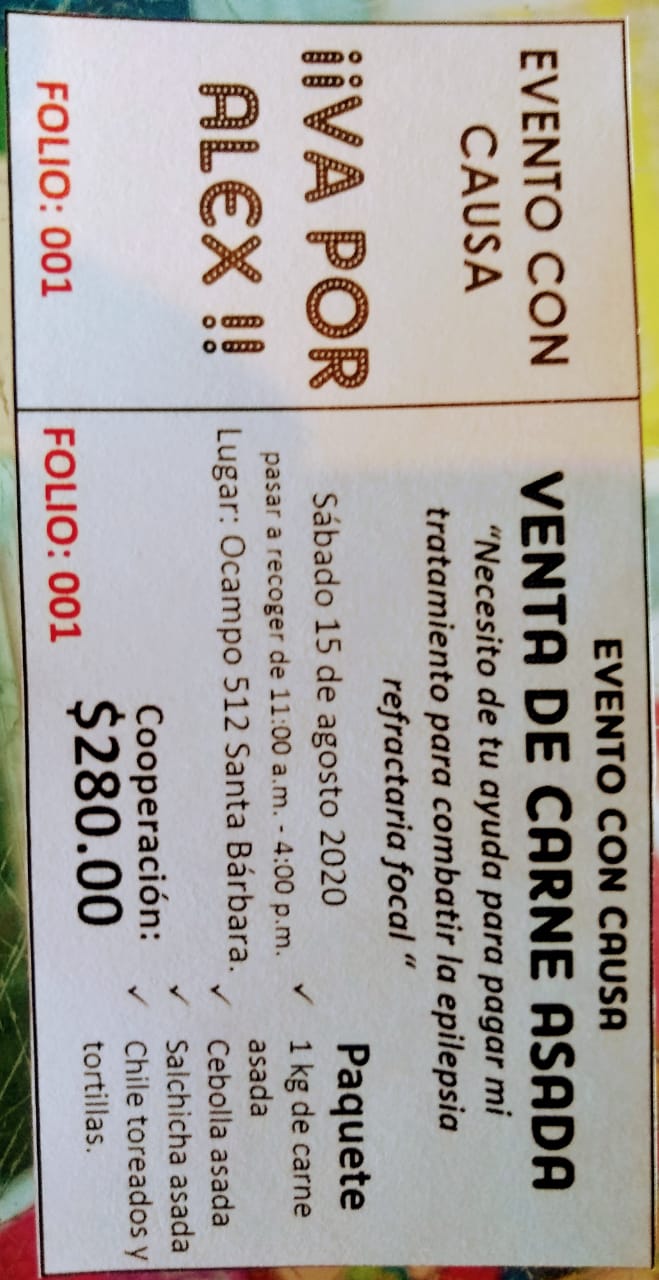 EVENTO CON
CAUSA
¡¡VA POR
ALEX !!
FOLIO: 001
EVENTO CON CAUSA
VENTA DE CARNE ASADA
“Necesito de tu ayuda para pagar mi
tratamiento para combatir la epilepsia
refractaria focal “
Sábado 15 de agosto 2020
pasar a recoger de 11:00 a.m. - 4:00 p.m.
Lugar: Ocampo 512 Santa Bárbara.
Cooperación:
$280.00
FOLIO: 001
Paquete
✓ 1 kg de carne
asada
✓ Cebolla asada
✓ Salchicha asada
✓ Chile toreados y
tortillas.